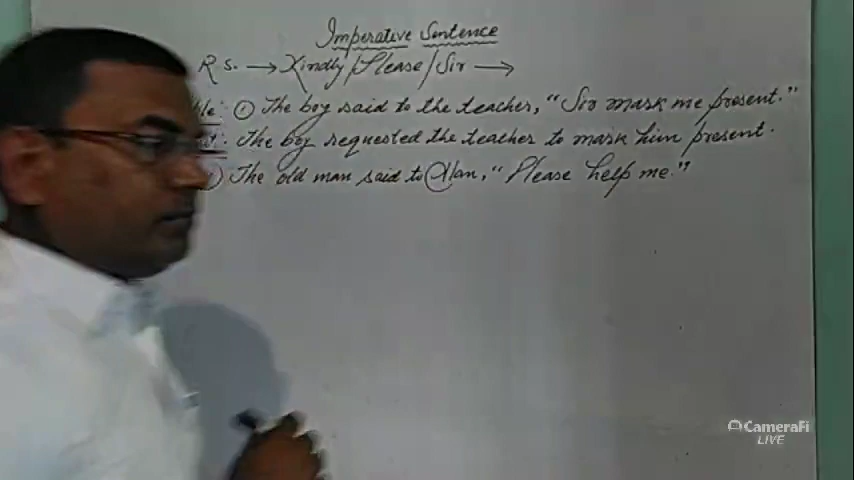 Imperative Sentence
R.S. → Kindly/Please/Sir →
① The boy said to the teacher, "Sir mark me present."
The boy requested the teacher to mark him present.
The old man said to Alan, "Please help me."
CameraFi
LIVE